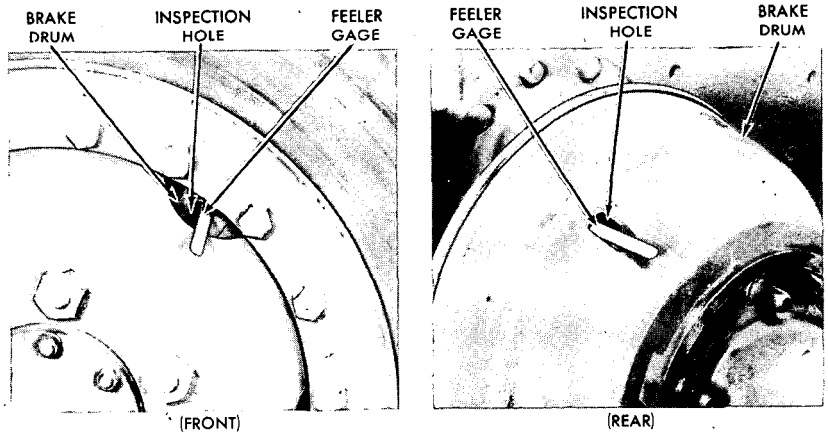 BRAKE
DRUM
INSPECTION
HOLE
FEELER
GAGE
FEELER
GAGE
INSPECTION
HOLE
BRAKE
DRUM
(FRONT)
(REAR)